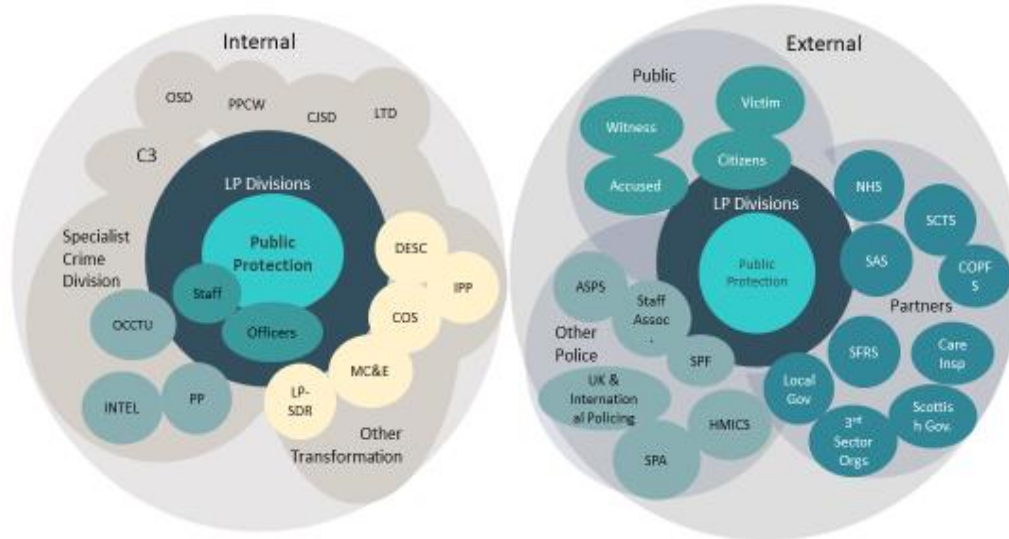 Internal
OSD
PPCW
CJSD
LTD
C3
LP Divisions
Specialist
Crime
Division
Public
Protection
Staff
Officers
DESC
IPP
COS
MC&E
LP-
SDR
OCCTU
INTEL
PP
Other
Transformation
External
Public
Victim
Witness
Citizens
Accused
LP Divisions
Public
Protection
NHS
SCTS
SAS
COPF
S
Partners
ASPS
Staff
Assoc
.
SPF
Other
Police
UK &
Internation
al Policing
HMICS
SPA
SFRS
Care
Insp
Local
Gov
Scottis
h Gov.
3rd
Sector
Orgs